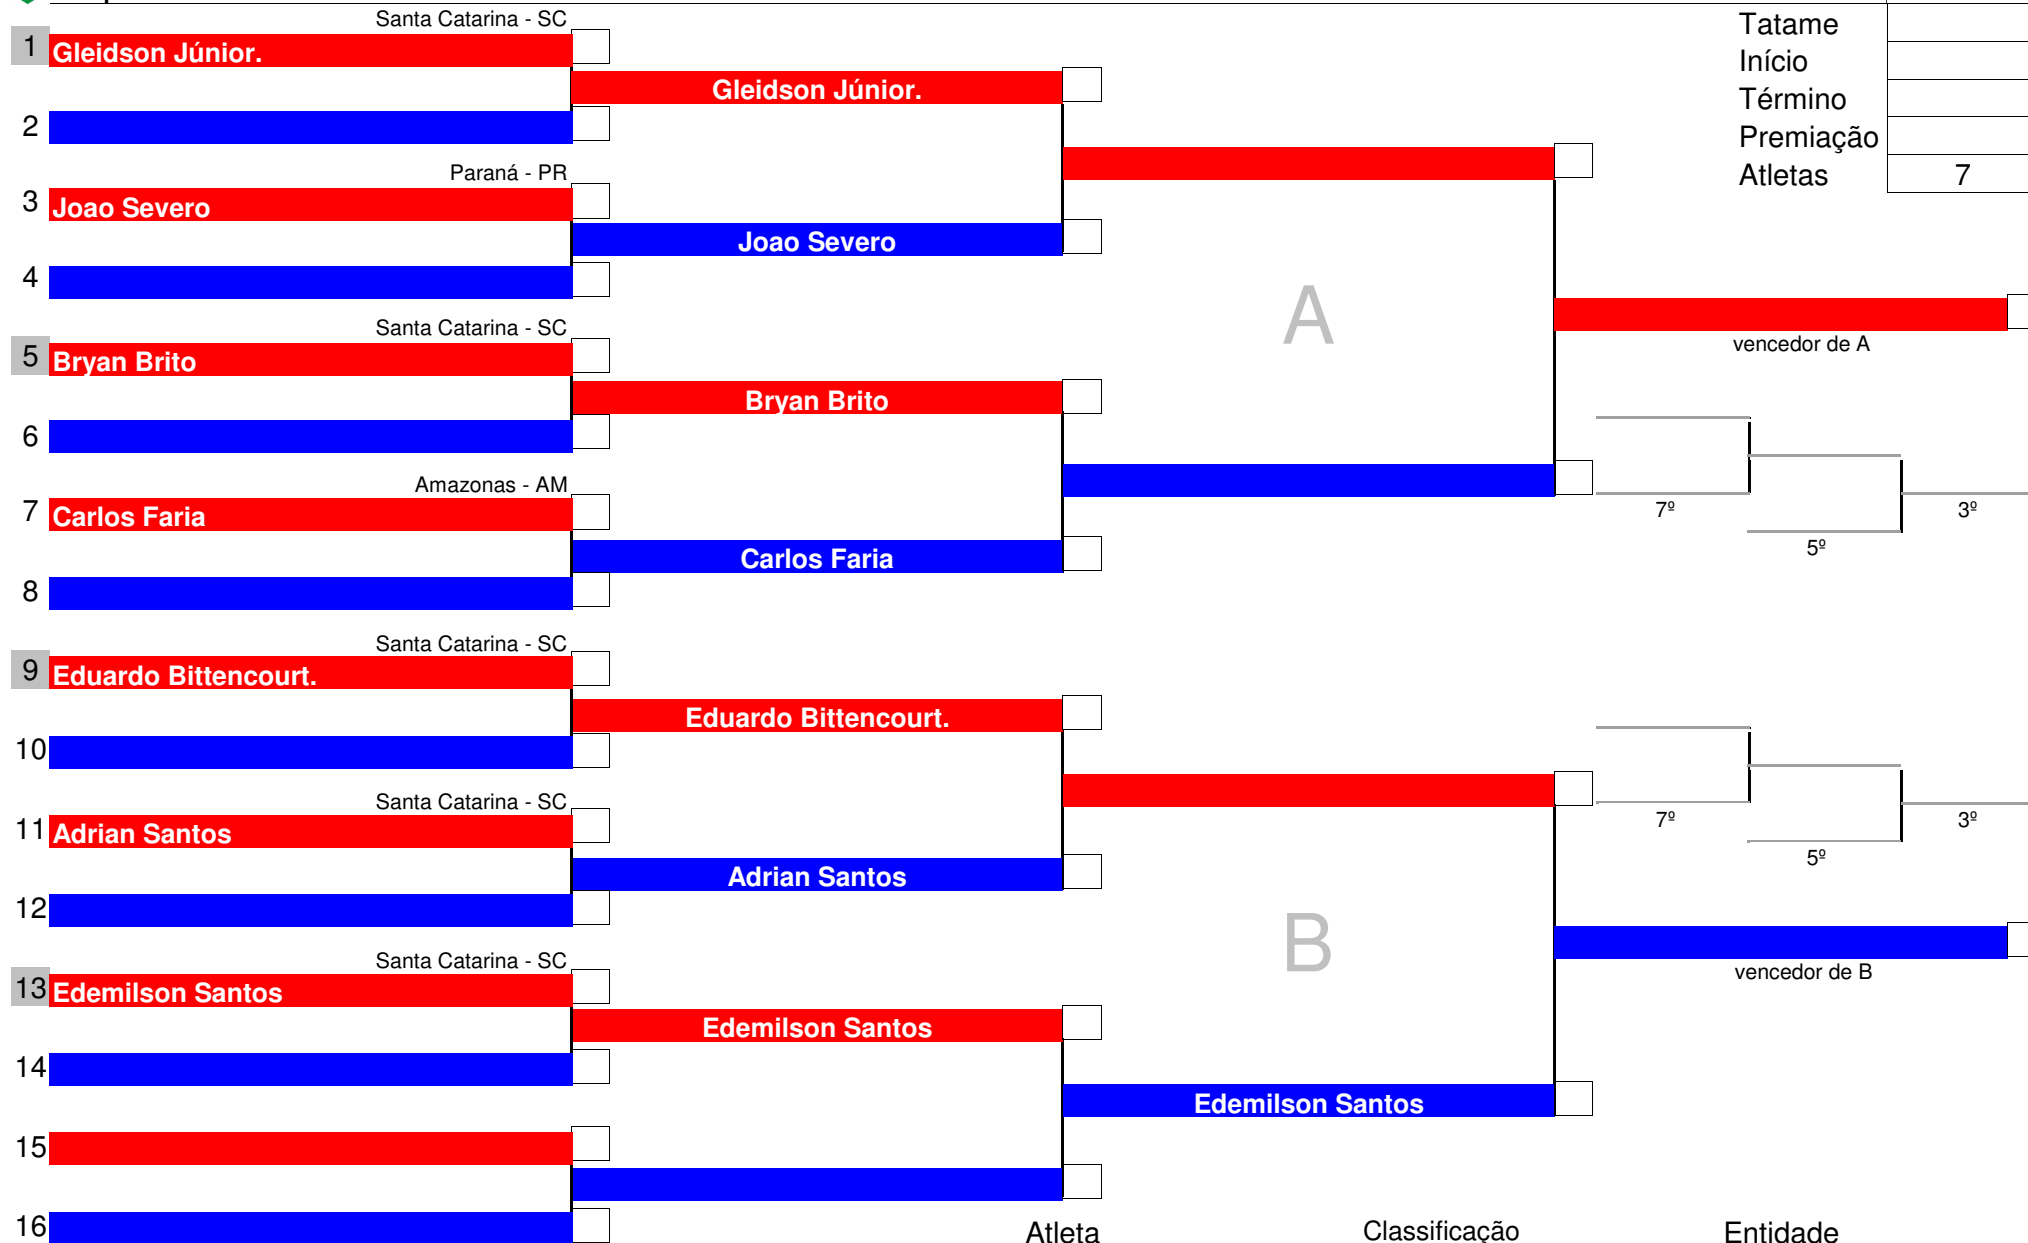 Santa Catarina - SC
Tatame
1 Gleidson Júnior.
Início
Gleidson Júnior.
Término
2
Premiação
Paraná - PR
Atletas 7
3 Joao Severo
Joao Severo
4
A
Santa Catarina - SC
vencedor de A
5 Bryan Brito
Bryan Brito
6
Amazonas - AM
7º
3º
7 Carlos Faria
5º
Carlos Faria
8
Santa Catarina - SC
9 Eduardo Bittencourt.
Eduardo Bittencourt.
10
Santa Catarina - SC
7º
3º
11 Adrian Santos
5º
Adrian Santos
12
B
Santa Catarina - SC
vencedor de B
13 Edemilson Santos
Edemilson Santos
14
Edemilson Santos
15
16
Atleta Classificação Entidade